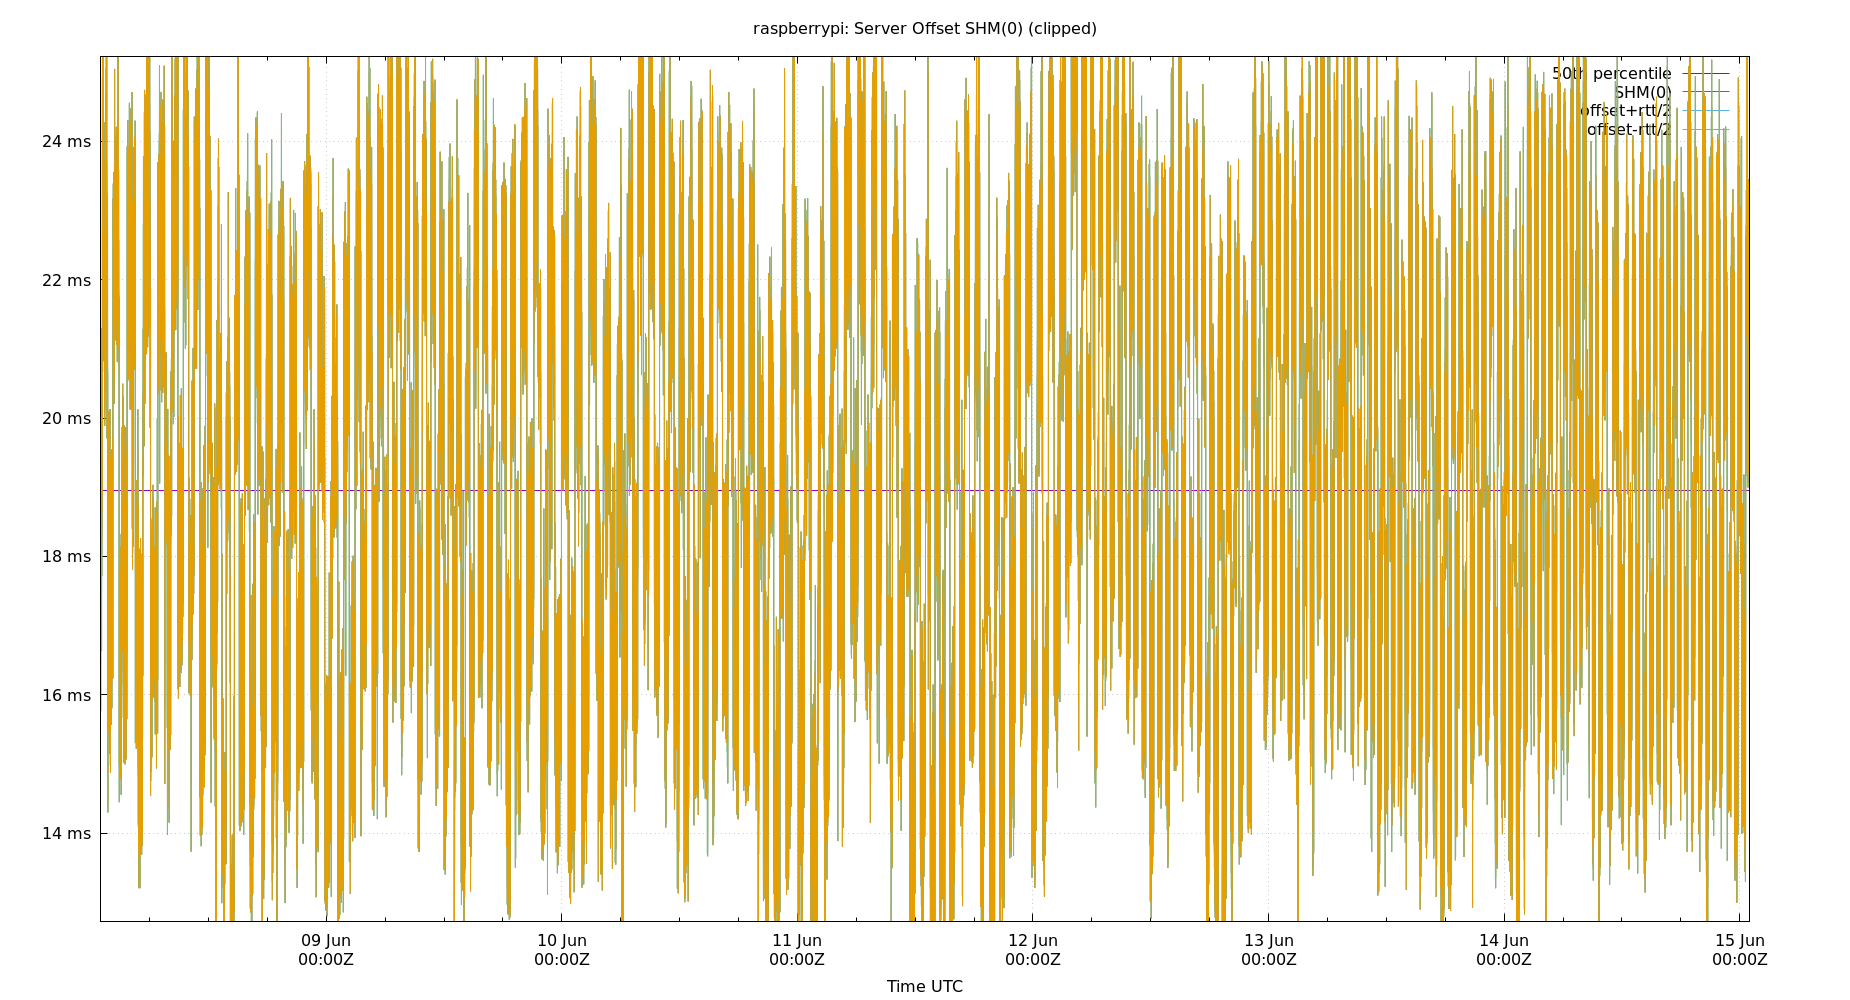 raspberrypi: Server Offset SHM(0) (clipped)
50th percentile
SHM(0)
offset+rtt/2
offset-rtt/2
24 ms
22 ms
20 ms
18 ms
16 ms
14 ms
09 Jun 10 Jun 11 Jun 12 Jun 13 Jun 14 Jun 15 Jun
00:00Z 00:00Z 00:00Z 00:00Z 00:00Z 00:00Z 00:00Z
Time UTC